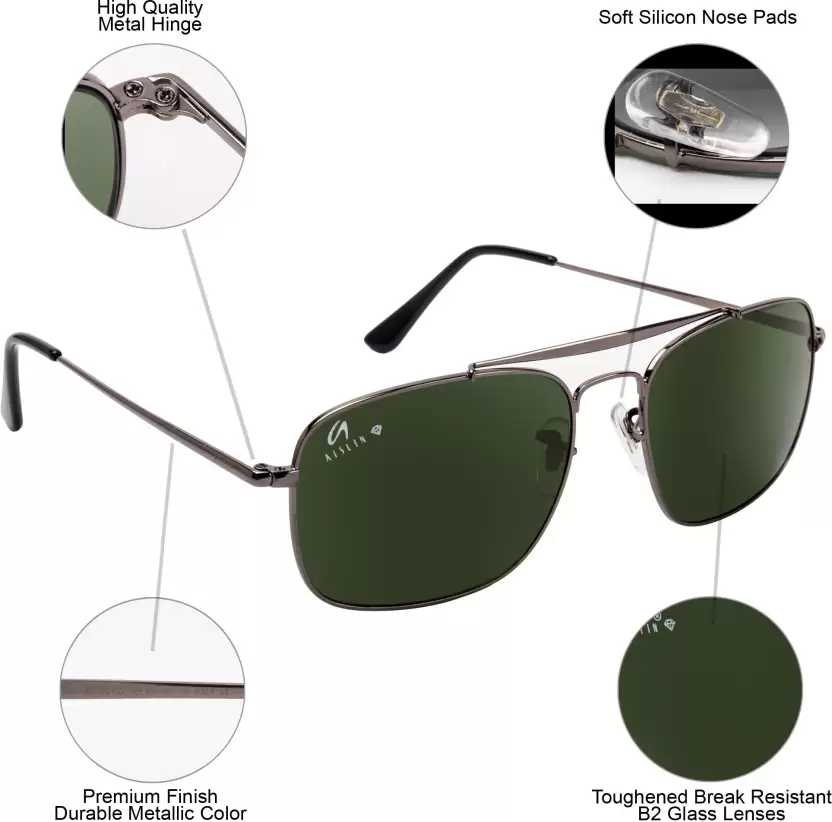 High Quality
Metal Hinge
Soft Silicon Nose Pads
AISLIN
Premium Finish
Durable Metallic Color
Toughened Break Resistant
B2 Glass Lenses